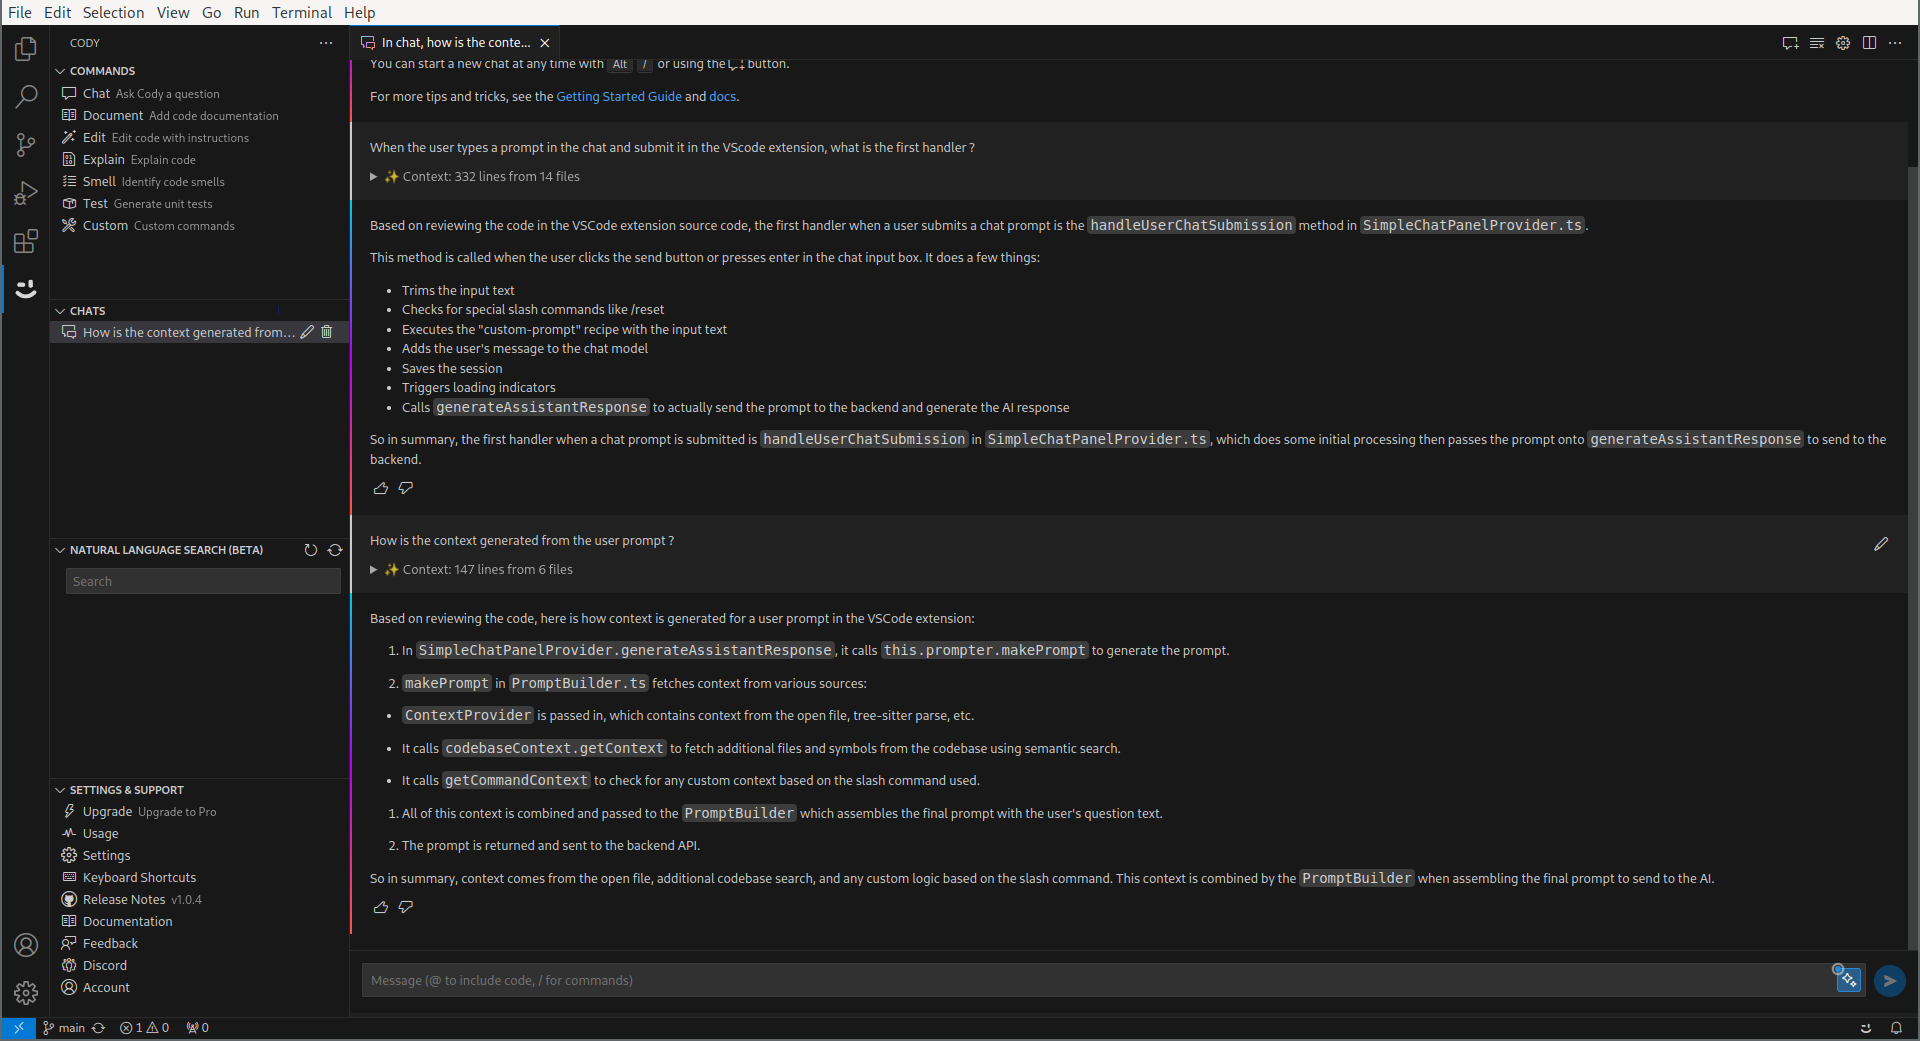 File Edit Selection View Go Run Terminal Help
CODY
COMMANDS
Chat Ask Cody a question
Document Add code documentation
Edit Edit code with instructions
Explain Explain code
Smell Identify code smells
Test Generate unit tests
Custom Custom commands
CHATS
How is the context generated from...
NATURAL LANGUAGE SEARCH (BETA)
Search
SETTINGS & SUPPORT
Upgrade Upgrade to Pro
Usage
Settings
Keyboard Shortcuts
Release Notes v1.0.4
Documentation
Feedback
Discord
Account
In chat, how is the conte...
You can start a new chat at any time with Alt / or using the button.
For more tips and tricks, see the Getting Started Guide and docs.
When the user types a prompt in the chat and submit it in the VScode extension, what is the first handler ?
▶ ✨ Context: 332 lines from 14 files
Based on reviewing the code in the VSCode extension source code, the first handler when a user submits a chat prompt is the handleUserChatSubmission method in SimpleChatPanelProvider.ts.
This method is called when the user clicks the send button or presses enter in the chat input box. It does a few things:
• Trims the input text
• Checks for special slash commands like /reset
• Executes the "custom-prompt" recipe with the input text
• Adds the user's message to the chat model
• Saves the session
• Triggers loading indicators
• Calls generateAssistantResponse to actually send the prompt to the backend and generate the AI response
So in summary, the first handler when a chat prompt is submitted is handleUserChatSubmission in SimpleChatPanelProvider.ts, which does some initial processing then passes the prompt onto generateAssistantResponse to send to the
backend.
How is the context generated from the user prompt ?
▶ ✨ Context: 147 lines from 6 files
Based on reviewing the code, here is how context is generated for a user prompt in the VSCode extension:
1. In SimpleChatPanelProvider.generateAssistantResponse, it calls this.prompter.makePrompt to generate the prompt.
2. makePrompt in PromptBuilder.ts fetches context from various sources:
• ContextProvider is passed in, which contains context from the open file, tree-sitter parse, etc.
• It calls codebaseContext.getContext to fetch additional files and symbols from the codebase using semantic search.
• It calls getCommandContext to check for any custom context based on the slash command used.
1. All of this context is combined and passed to the PromptBuilder which assembles the final prompt with the user's question text.
2. The prompt is returned and sent to the backend API.
So in summary, context comes from the open file, additional codebase search, and any custom logic based on the slash command. This context is combined by the PromptBuilder when assembling the final prompt to send to the AI.
Message (@ to include code, / for commands)
main 1 0 0